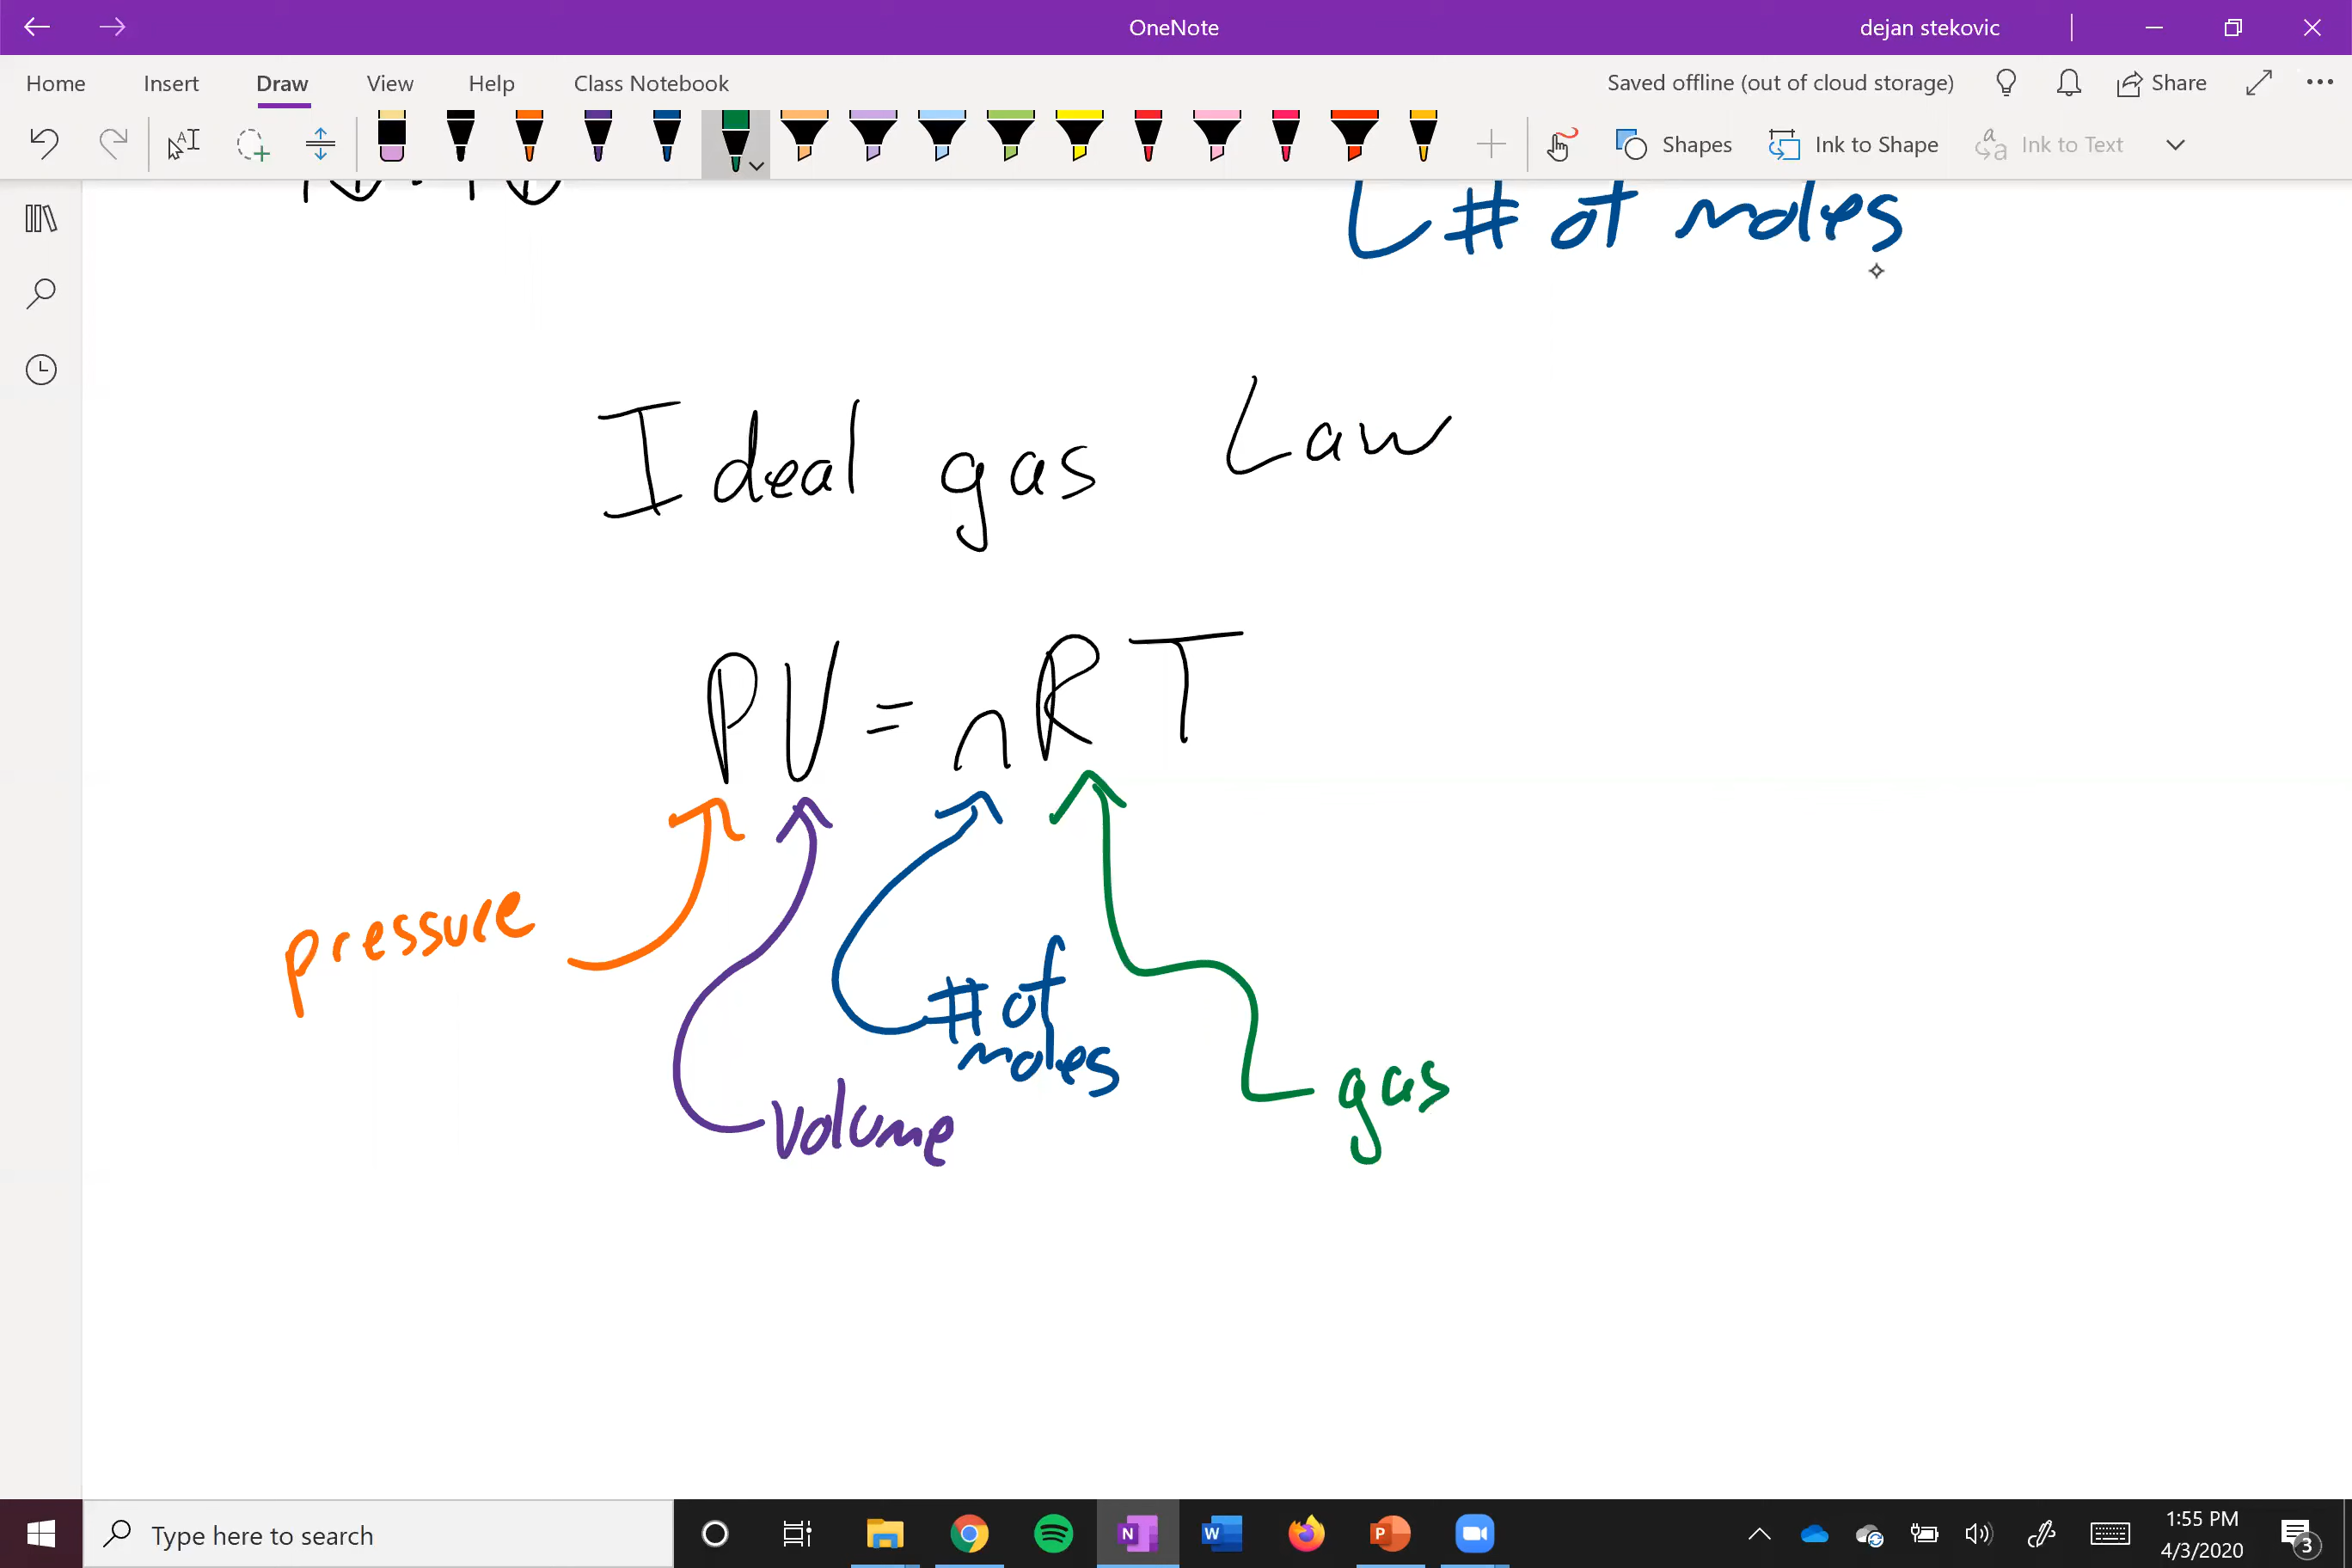 OneNote
dejan stekovic
Home Insert Draw View Help Class Notebook
Saved offline (out of cloud storage)
Share
Shapes
Ink to Shape
Ink to Text
# of moles
Ideal gas Law
PV = nRT
pressure
# of
moles
volume
gas
Type here to search
1:55 PM
4/3/2020
3